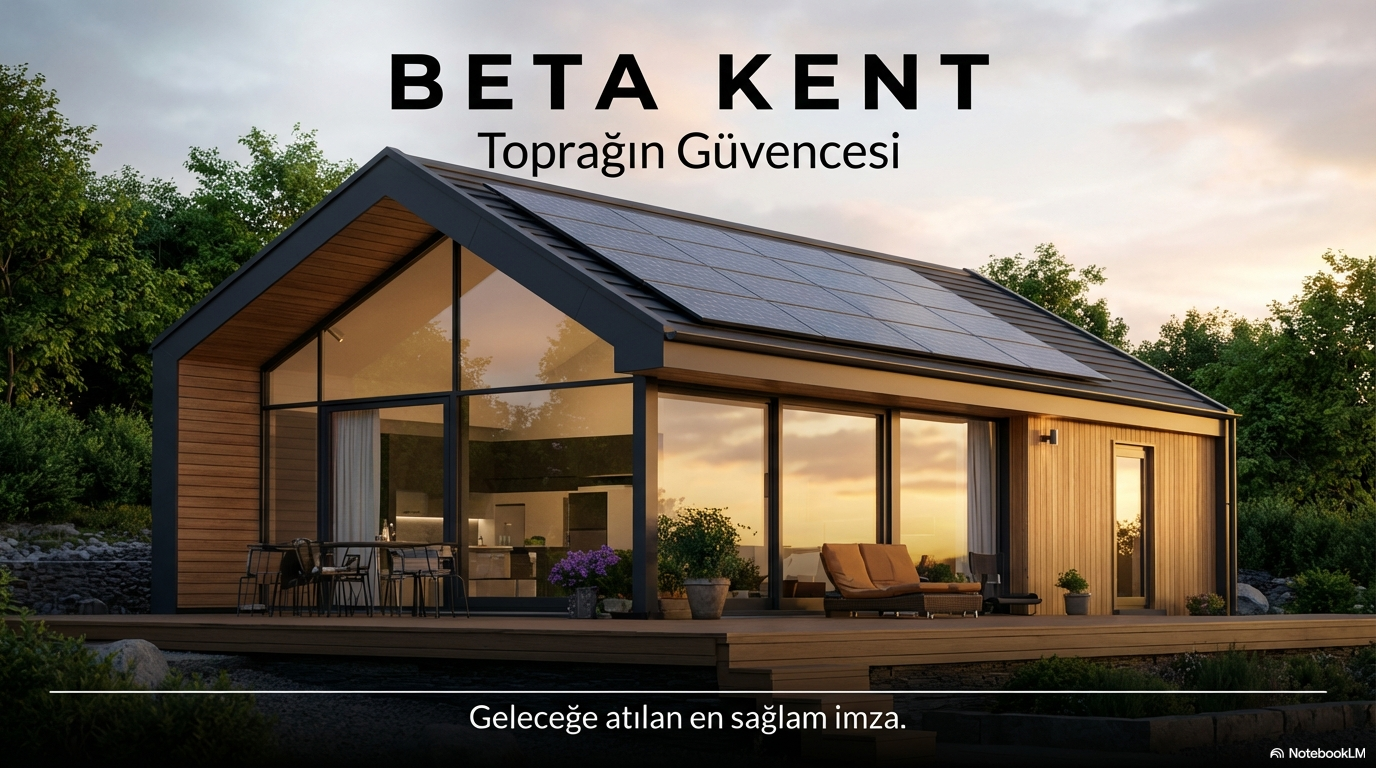 BETA KENT
Toprağın Güvencesi
Geleceğe atılan en sağlam imza.
NotebookLM